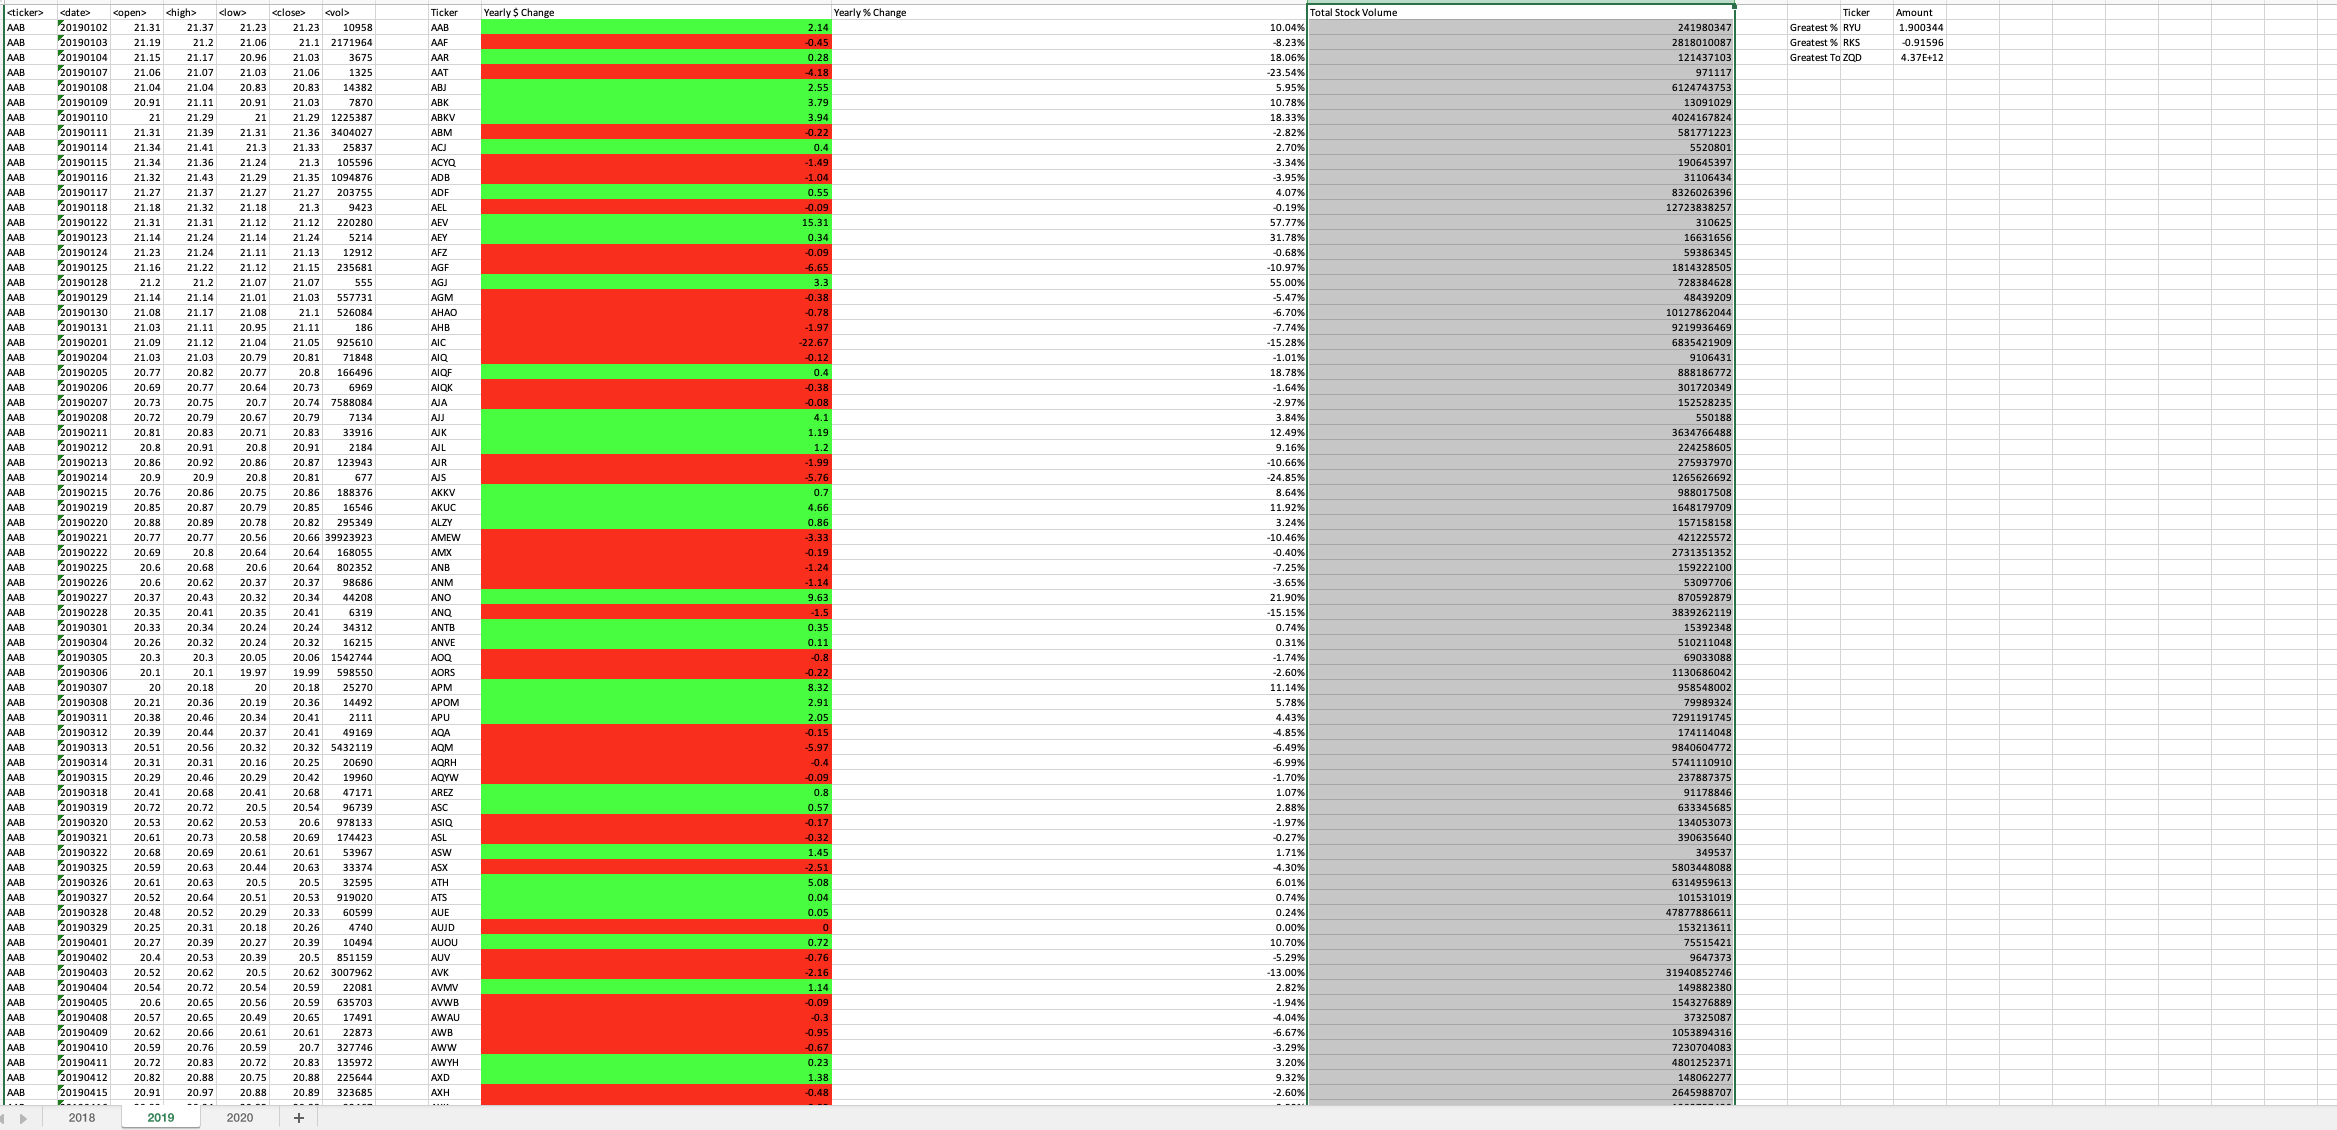 <ticker> <date> <open> <high> <low> <close> <vol> Ticker Yearly $ Change Yearly % Change Total Stock Volume Ticker Amount
AAB 20190102 21.31 21.37 21.23 21.23 10958 AAB 2.14 10.04% 241980347 Greatest % RYU 1.900344
AAB 20190103 21.19 21.2 21.06 21.1 2171964 AAF -0.45 -8.23% 2818010087 Greatest % RKS -0.91596
AAB 20190104 21.15 21.17 20.96 21.03 3675 AAR 0.28 18.06% 121437103 Greatest To ZQD 4.37E+12
AAB 20190107 21.06 21.07 21.03 21.06 1325 AAT -4.18 -23.54% 971117
AAB 20190108 21.04 21.04 20.83 20.83 14382 ABJ 2.55 5.95% 6124743753
AAB 20190109 20.91 21.11 20.91 21.03 7870 ABK 3.79 10.78% 13091029
AAB 20190110 21 21.29 21 21.29 1225387 ABKV 3.94 18.33% 4024167824
AAB 20190111 21.31 21.39 21.31 21.36 3404027 ABM -0.22 -2.82% 581771223
AAB 20190114 21.34 21.41 21.3 21.33 25837 ACJ 0.4 2.70% 5520801
AAB 20190115 21.34 21.36 21.24 21.3 105596 ACYQ -1.49 -3.34% 190645397
AAB 20190116 21.32 21.43 21.29 21.35 1094876 ADB -1.04 -3.95% 31106434
AAB 20190117 21.27 21.37 21.27 21.27 203755 ADF 0.55 4.07% 8326026396
AAB 20190118 21.18 21.32 21.18 21.3 9423 AEL -0.09 -0.19% 12723838257
AAB 20190122 21.31 21.31 21.12 21.12 220280 AEV 15.31 57.77% 310625
AAB 20190123 21.14 21.24 21.14 21.24 5214 AEY 0.34 31.78% 16631656
AAB 20190124 21.23 21.24 21.11 21.13 12912 AFZ -0.09 -0.68% 59386345
AAB 20190125 21.16 21.22 21.12 21.15 235681 AGF -6.65 -10.97% 1814328505
AAB 20190128 21.2 21.2 21.07 21.07 555 AGJ 3.3 55.00% 728384628
AAB 20190129 21.14 21.14 21.01 21.03 557731 AGM -0.38 -5.47% 48439209
AAB 20190130 21.08 21.17 21.08 21.1 526084 AHAO -0.78 -6.70% 10127862044
AAB 20190131 21.03 21.11 20.95 21.11 186 AHB -1.97 -7.74% 9219936469
AAB 20190201 21.09 21.12 21.04 21.05 925610 AIC -22.67 -15.28% 6835421909
AAB 20190204 21.03 21.03 20.79 20.81 71848 AIQ -0.12 -1.01% 9106431
AAB 20190205 20.77 20.82 20.77 20.8 166496 AIQF 0.4 18.78% 888186772
AAB 20190206 20.69 20.77 20.64 20.73 6969 AIQK -0.38 -1.64% 301720349
AAB 20190207 20.73 20.75 20.7 20.74 7588084 AJA -0.08 -2.97% 152528235
AAB 20190208 20.72 20.79 20.67 20.79 7134 AJJ 4.1 3.84% 550188
AAB 20190211 20.81 20.83 20.71 20.83 33916 AJK 1.19 12.49% 3634766488
AAB 20190212 20.8 20.91 20.8 20.91 2184 AJL 1.2 9.16% 224258605
AAB 20190213 20.86 20.92 20.86 20.87 123943 AJR -1.99 -10.66% 275937970
AAB 20190214 20.9 20.9 20.8 20.81 677 AJS -5.76 -24.85% 1265626692
AAB 20190215 20.76 20.86 20.75 20.86 188376 AKKV 0.7 8.64% 988017508
AAB 20190219 20.85 20.87 20.79 20.85 16546 AKUC 4.66 11.92% 1648179709
AAB 20190220 20.88 20.89 20.78 20.82 295349 ALZY 0.86 3.24% 157158158
AAB 20190221 20.77 20.77 20.56 20.66 39923923 AMEW -3.33 -10.46% 421225572
AAB 20190222 20.69 20.8 20.64 20.64 168055 AMX -0.19 -0.40% 2731351352
AAB 20190225 20.6 20.68 20.6 20.64 802352 ANB -1.24 -7.25% 159222100
AAB 20190226 20.6 20.62 20.37 20.37 98686 ANM -1.14 -3.65% 53097706
AAB 20190227 20.37 20.43 20.32 20.34 44208 ANO 9.63 21.90% 870592879
AAB 20190228 20.35 20.41 20.35 20.41 6319 ANQ -1.5 -15.15% 3839262119
AAB 20190301 20.33 20.34 20.24 20.24 34312 ANTB 0.35 0.74% 15392348
AAB 20190304 20.26 20.32 20.24 20.32 16215 ANVE 0.11 0.31% 510211048
AAB 20190305 20.3 20.3 20.05 20.06 1542744 AOQ -0.8 -1.74% 69033088
AAB 20190306 20.1 20.1 19.97 19.99 598550 AORS -0.22 -2.60% 1130686042
AAB 20190307 20 20.18 20 20.18 25270 APM 8.32 11.14% 958548002
AAB 20190308 20.21 20.36 20.19 20.36 14492 APOM 2.91 5.78% 79989324
AAB 20190311 20.38 20.46 20.34 20.41 2111 APU 2.05 4.43% 7291191745
AAB 20190312 20.39 20.44 20.37 20.41 49169 AQA -0.15 -4.85% 174114048
AAB 20190313 20.51 20.56 20.32 20.32 5432119 AQM -5.97 -6.49% 9840604772
AAB 20190314 20.31 20.31 20.16 20.25 20690 AQRH -0.4 -6.99% 5741110910
AAB 20190315 20.29 20.46 20.29 20.42 19960 AQYW -0.09 -1.70% 237887375
AAB 20190318 20.41 20.68 20.41 20.68 47171 AREZ 0.8 1.07% 91178846
AAB 20190319 20.72 20.72 20.5 20.54 96739 ASC 0.57 2.88% 633345685
AAB 20190320 20.53 20.62 20.53 20.6 978133 ASIQ -0.17 -1.97% 134053073
AAB 20190321 20.61 20.73 20.58 20.69 174423 ASL -0.32 -0.27% 390635640
AAB 20190322 20.68 20.69 20.61 20.61 53967 ASW 1.45 1.71% 349537
AAB 20190325 20.59 20.63 20.44 20.63 33374 ASX -2.51 -4.30% 5803448088
AAB 20190326 20.61 20.63 20.5 20.5 32595 ATH 5.08 6.01% 6314959613
AAB 20190327 20.52 20.64 20.51 20.53 919020 ATS 0.04 0.74% 101531019
AAB 20190328 20.48 20.52 20.29 20.33 60599 AUE 0.05 0.24% 47877886611
AAB 20190329 20.25 20.31 20.18 20.26 4740 AUJD 0 0.00% 153213611
AAB 20190401 20.27 20.39 20.27 20.39 10494 AUOU 0.72 10.70% 75515421
AAB 20190402 20.4 20.53 20.39 20.5 851159 AUV -0.76 -5.29% 9647373
AAB 20190403 20.52 20.62 20.5 20.62 3007962 AVK -2.16 -13.00% 31940852746
AAB 20190404 20.54 20.72 20.54 20.59 22081 AVMV 1.14 2.82% 149882380
AAB 20190405 20.6 20.65 20.56 20.59 635703 AVWB -0.09 -1.94% 1543276889
AAB 20190408 20.57 20.65 20.49 20.65 17491 AWAU -0.3 -4.04% 37325087
AAB 20190409 20.62 20.66 20.61 20.61 22873 AWB -0.95 -6.67% 1053894316
AAB 20190410 20.59 20.76 20.59 20.7 327746 AWW -0.67 -3.29% 7230704083
AAB 20190411 20.72 20.83 20.72 20.83 135972 AWYH 0.23 3.20% 4801252371
AAB 20190412 20.82 20.88 20.75 20.88 225644 AXD 1.38 9.32% 148062277
AAB 20190415 20.91 20.97 20.88 20.89 323685 AXH -0.48 -2.60% 2645988707
2018 2019 2020 +